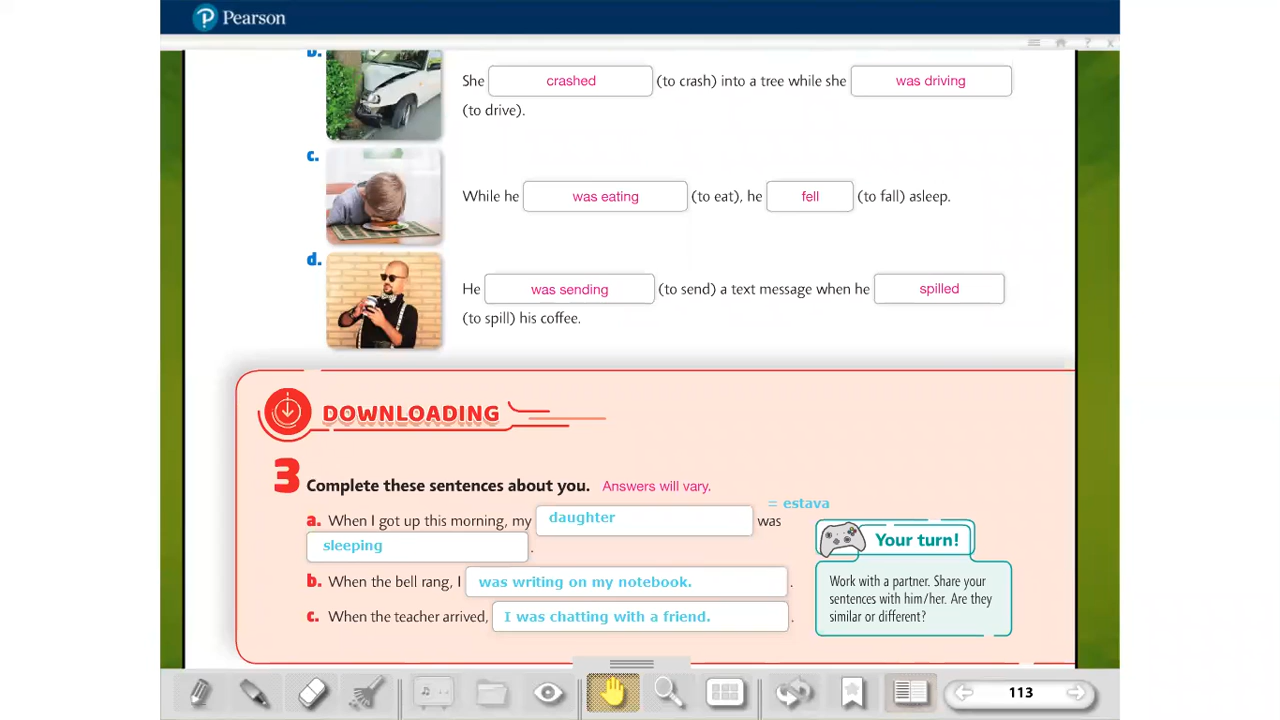 Pearson
b.
She crashed (to crash) into a tree while she was driving
(to drive).
c.
While he was eating (to eat), he fell (to fall) asleep.
d.
He was sending (to send) a text message when he spilled
(to spill) his coffee.
DOWNLOADING
3 Complete these sentences about you. Answers will vary.
= estava
a. When I got up this morning, my daughter was
sleeping .
b. When the bell rang, I was writing on my notebook. .
c. When the teacher arrived, I was chatting with a friend. .
Your turn!
Work with a partner. Share your
sentences with him/her. Are they
similar or different?
113